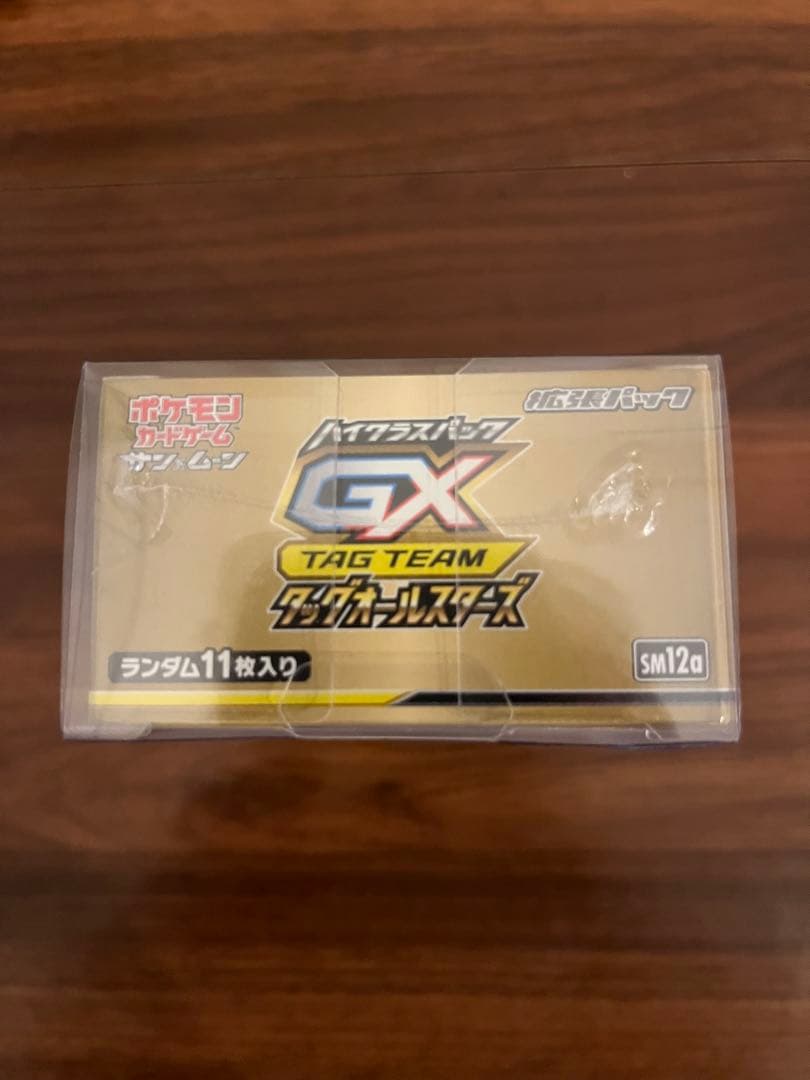 ポケモン
カードゲーム
サン&ムーン
拡張パック
ハイクラスパック
GX
TAG TEAM
タッグオールスターズ
ランダム11枚入り
SM12a